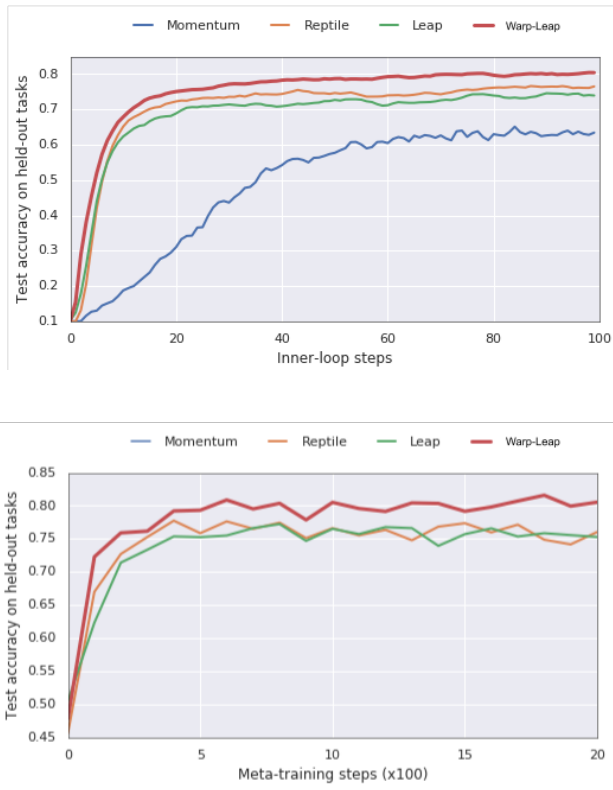 Momentum Reptile Leap Warp-Leap
0.8
0.7
0.6
0.5
0.4
0.3
0.2
0.1
Test accuracy on held-out tasks
0 20 40 60 80 100
Inner-loop steps
Momentum Reptile Leap Warp-Leap
0.85
0.80
0.75
0.70
0.65
0.60
0.55
0.50
0.45
Test accuracy on held-out tasks
0 5 10 15 20
Meta-training steps (x100)